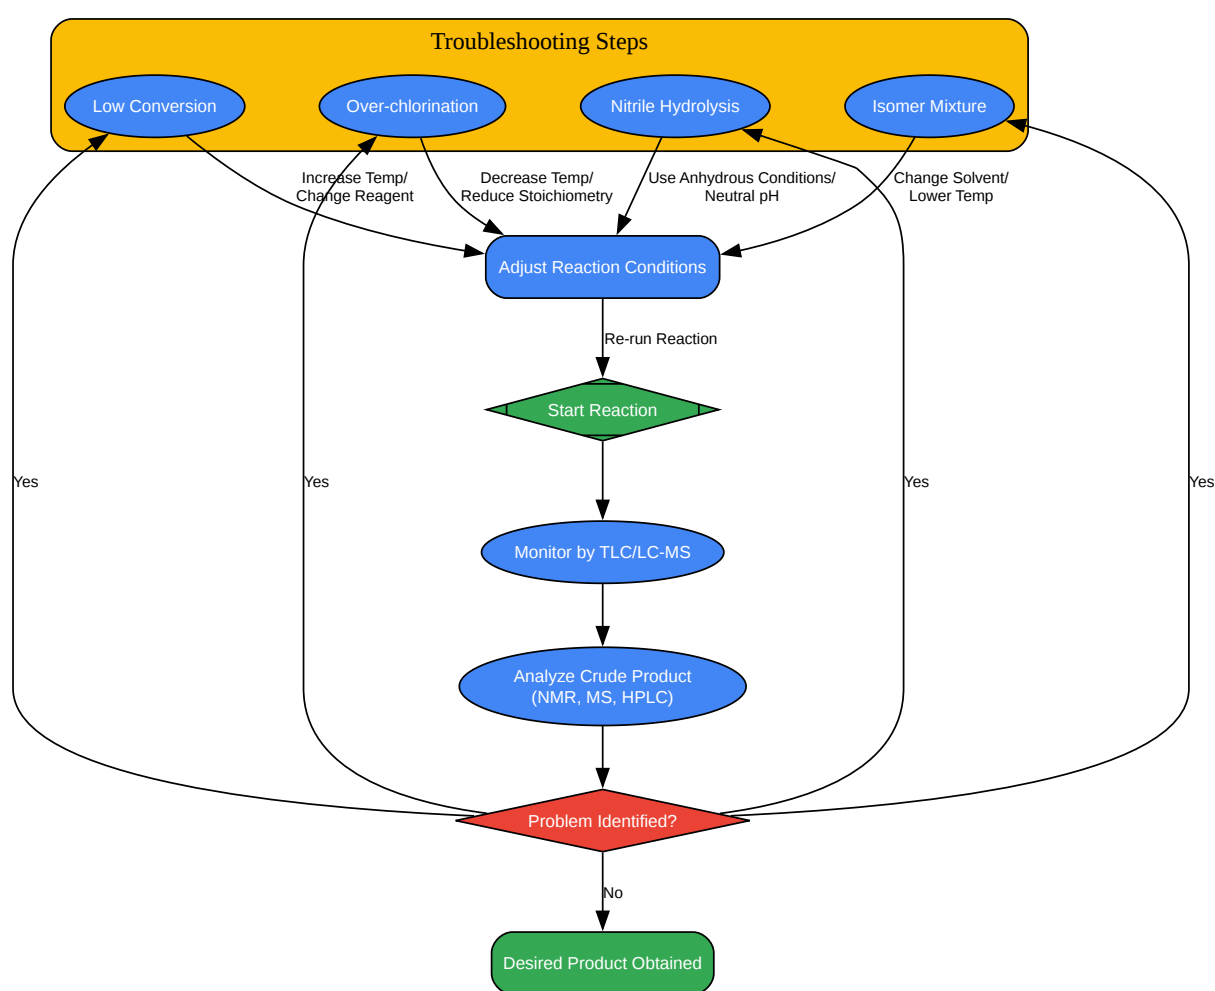 Troubleshooting Steps
Low Conversion
Over-chlorination
Nitrile Hydrolysis
Isomer Mixture
Increase Temp/
Change Reagent
Decrease Temp/
Reduce Stoichiometry
Use Anhydrous Conditions/
Neutral pH
Change Solvent/
Lower Temp
Adjust Reaction Conditions
Re-run Reaction
Start Reaction
Yes
Yes
Yes
Yes
Monitor by TLC/LC-MS
Analyze Crude Product
(NMR, MS, HPLC)
Problem Identified?
No
Desired Product Obtained